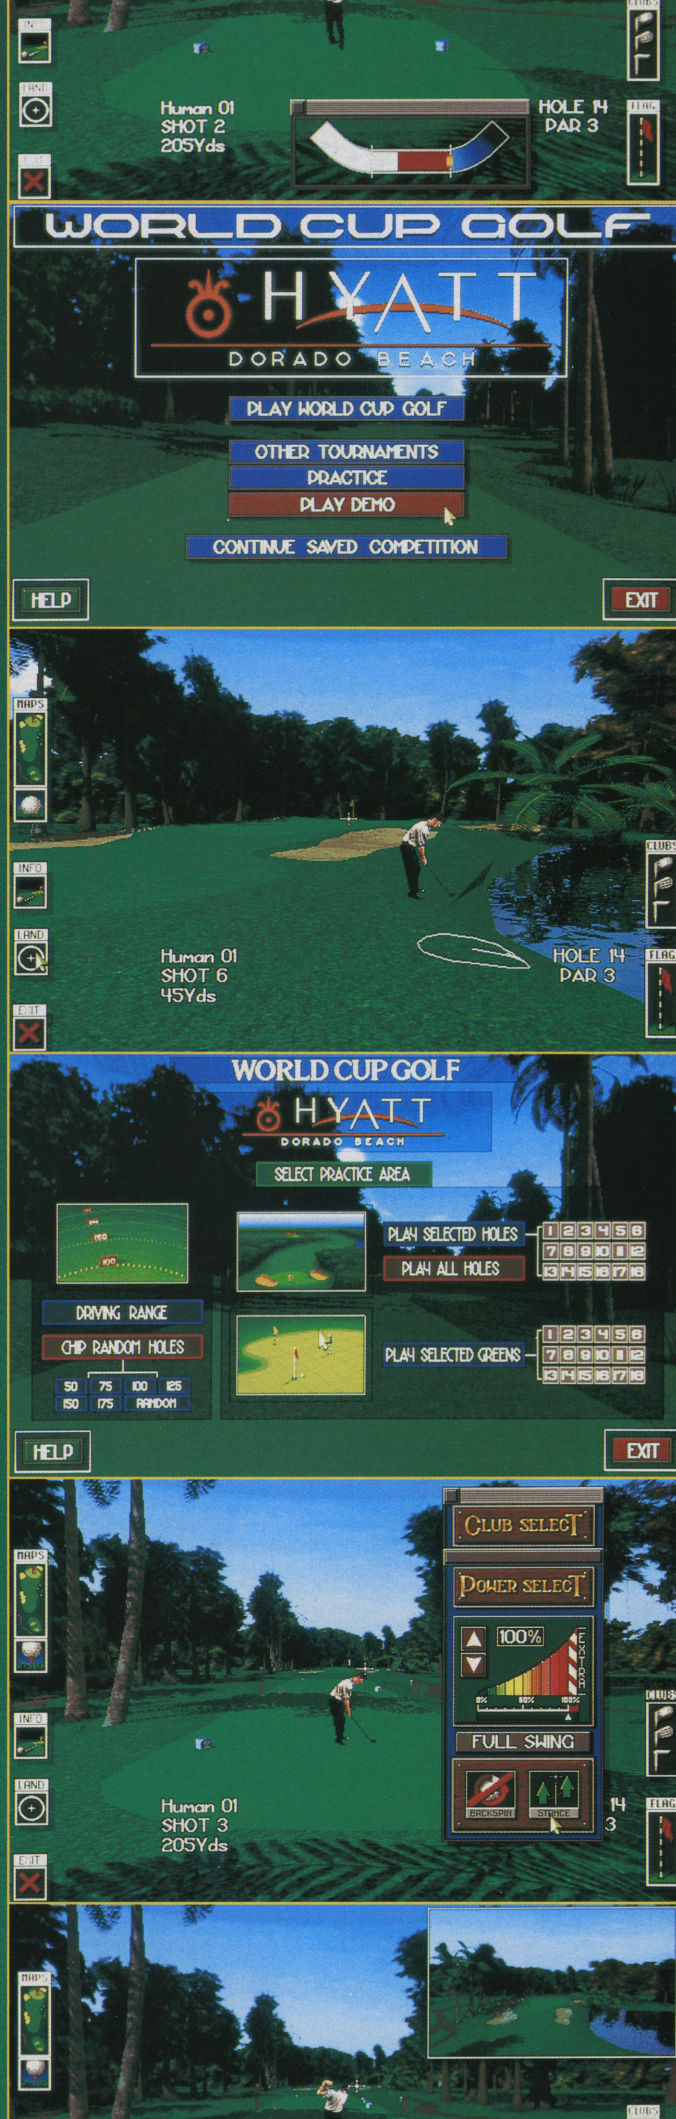 INFO
CLUBS
LAND
FLAG
Human 01
SHOT 2
205Yds
HOLE 14
PAR 3
EXIT
WORLD CUP GOLF
HYATT
DORADO BEACH
PLAY WORLD CUP GOLF
OTHER TOURNAMENTS
PRACTICE
PLAY DEMO
CONTINUE SAVED COMPETITION
HELP
EXIT
MAPS
INFO
CLUBS
LAND
FLAG
Human 01
SHOT 6
45Yds
HOLE 14
PAR 3
EXIT
WORLD CUP GOLF
HYATT
DORADO BEACH
SELECT PRACTICE AREA
200
150
100
PLAY SELECTED HOLES
PLAY ALL HOLES
1 2 3 4 5 6
7 8 9 10 11 12
13 14 15 16 17 18
DRIVING RANGE
CHIP RANDOM HOLES
50 75 100 125
150 175 RANDOM
PLAY SELECTED GREENS
1 2 3 4 5 6
7 8 9 10 11 12
13 14 15 16 17 18
HELP
EXIT
CLUB SELECT
POWER SELECT
100%
EXTRA
0% 50% 100%
FULL SWING
BACKSPIN
STANCE
MAPS
INFO
CLUBS
LAND
FLAG
Human 01
SHOT 3
205Yds
14
3
EXIT
MAPS
CLUBS